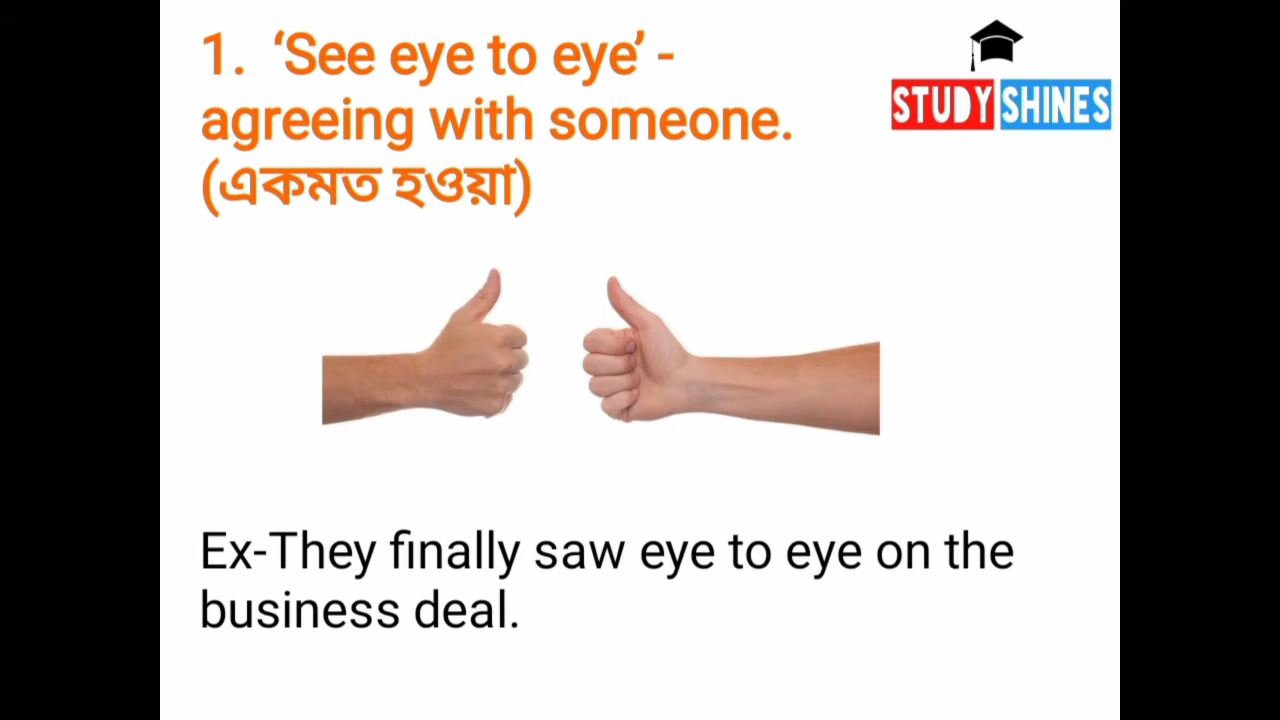 1. ‘See eye to eye’ -
agreeing with someone.
(একমত হওয়া)
STUDY SHINES
Ex-They finally saw eye to eye on the
business deal.